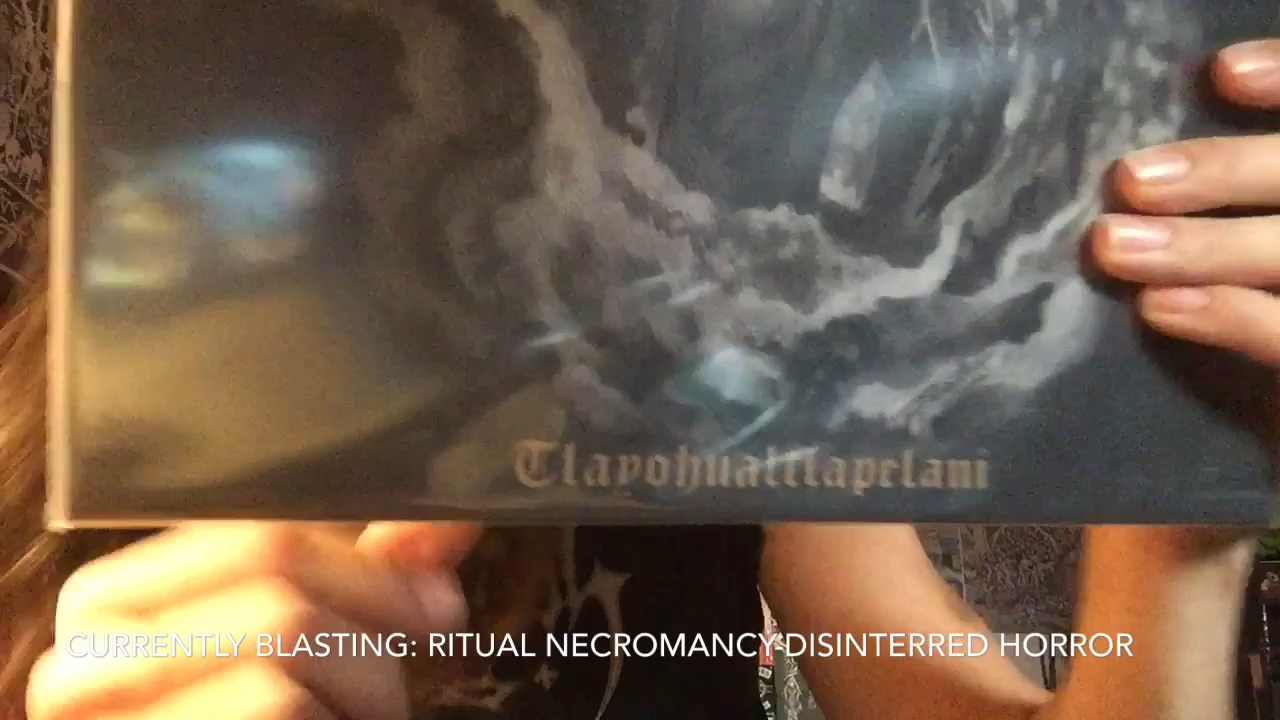 Tlayohualtlapelani
CURRENTLY BLASTING: RITUAL NECROMANCY-DISINTERRED HORROR